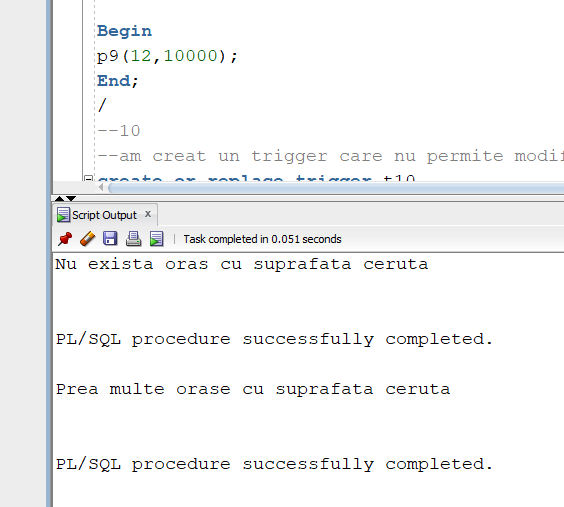 Begin
p9(12,10000);
End;
/
--10
--am creat un trigger care nu permite modif
create or replace trigger t10
Script Output x
Task completed in 0.051 seconds
Nu exista oras cu suprafata ceruta
PL/SQL procedure successfully completed.
Prea multe orase cu suprafata ceruta
PL/SQL procedure successfully completed.